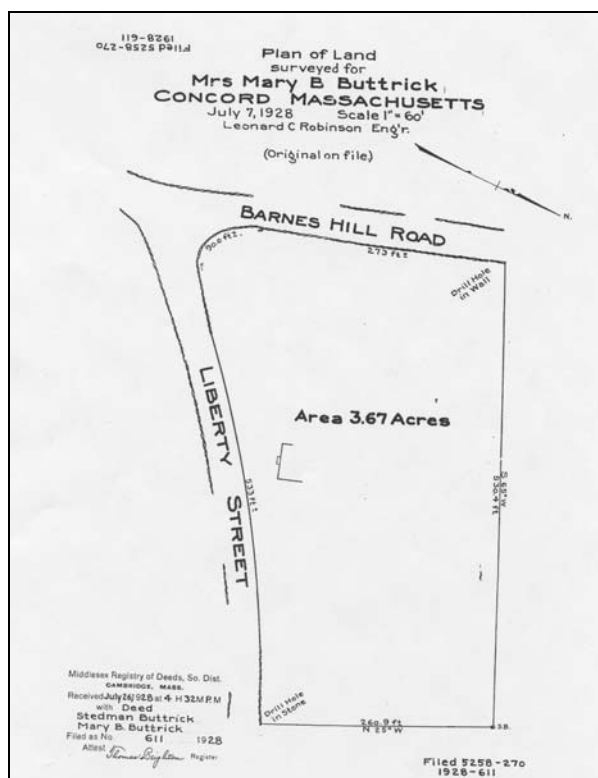 1928-611
Filed 5258-270
Plan of Land
surveyed for
Mrs Mary B Buttrick
CONCORD MASSACHUSETTS
July 7, 1928 Scale 1"= 60'
Leonard C Robinson Eng'r.
(Original on file)
N.
BARNES HILL ROAD
90.0 ft±
273 ft±
Drill Hole
in Wall
LIBERTY STREET
533 ft±
Area 3.67 Acres
530.4 ft
Drill Hole
in Stone
260.9 ft
N 25° W
S.B.
Middlesex Registry of Deeds, So. Dist.
CAMBRIDGE, MASS.
Received July 26 1928 at 4 H 32M P.M
with Deed
Stedman Buttrick
Mary B. Buttrick
Filed as No. 611 1928
Attest Thomas Leighton Register
Filed 5258-270
1928-611